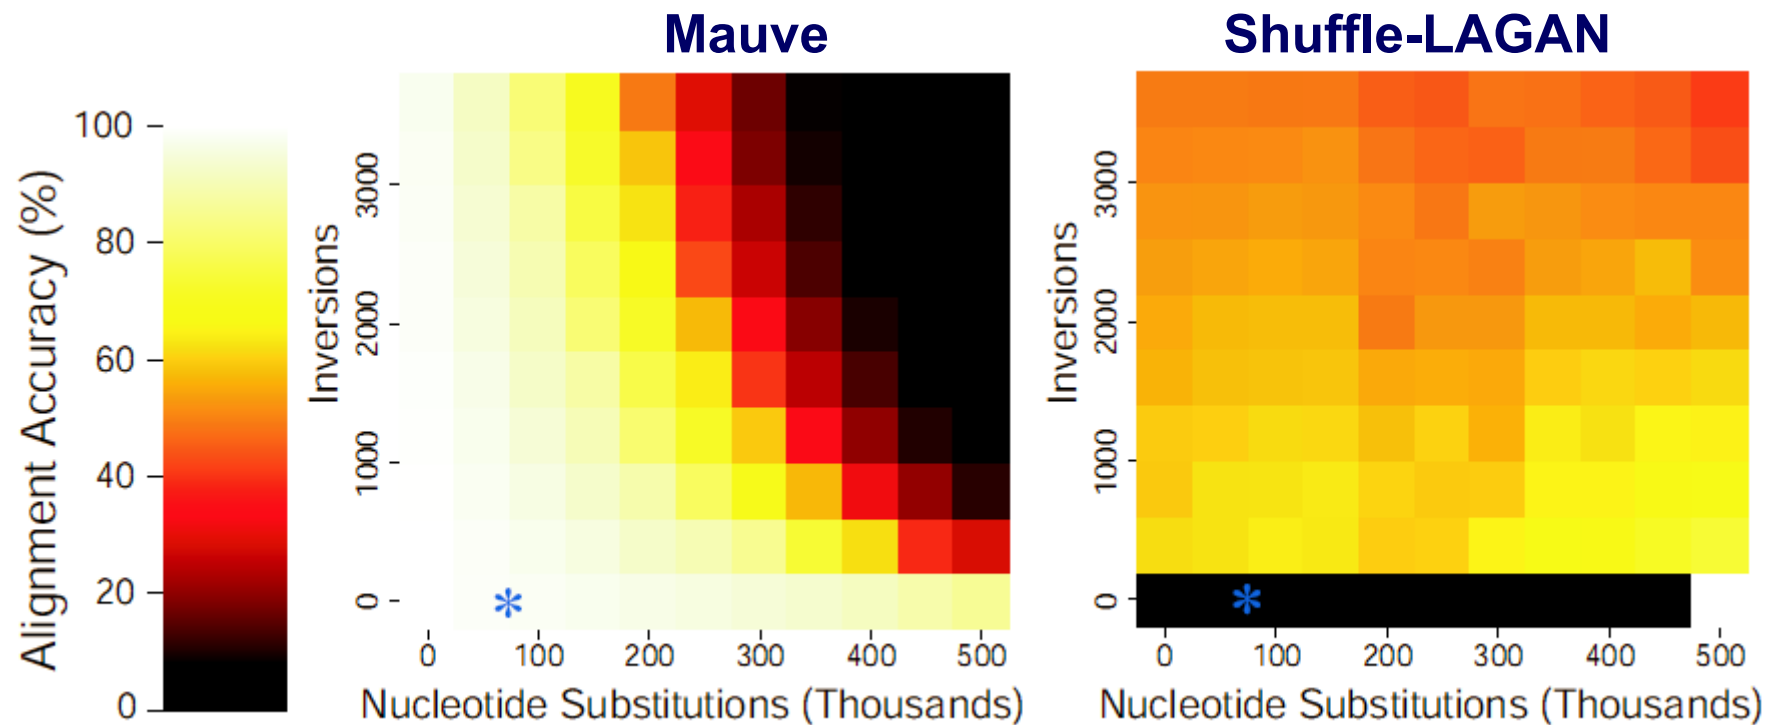 Mauve
Shuffle-LAGAN
Alignment Accuracy (%)
100
80
60
40
20
0
Inversions
3000
2000
1000
0
*
0 100 200 300 400 500
Nucleotide Substitutions (Thousands)
Inversions
3000
2000
1000
0
*
0 100 200 300 400 500
Nucleotide Substitutions (Thousands)